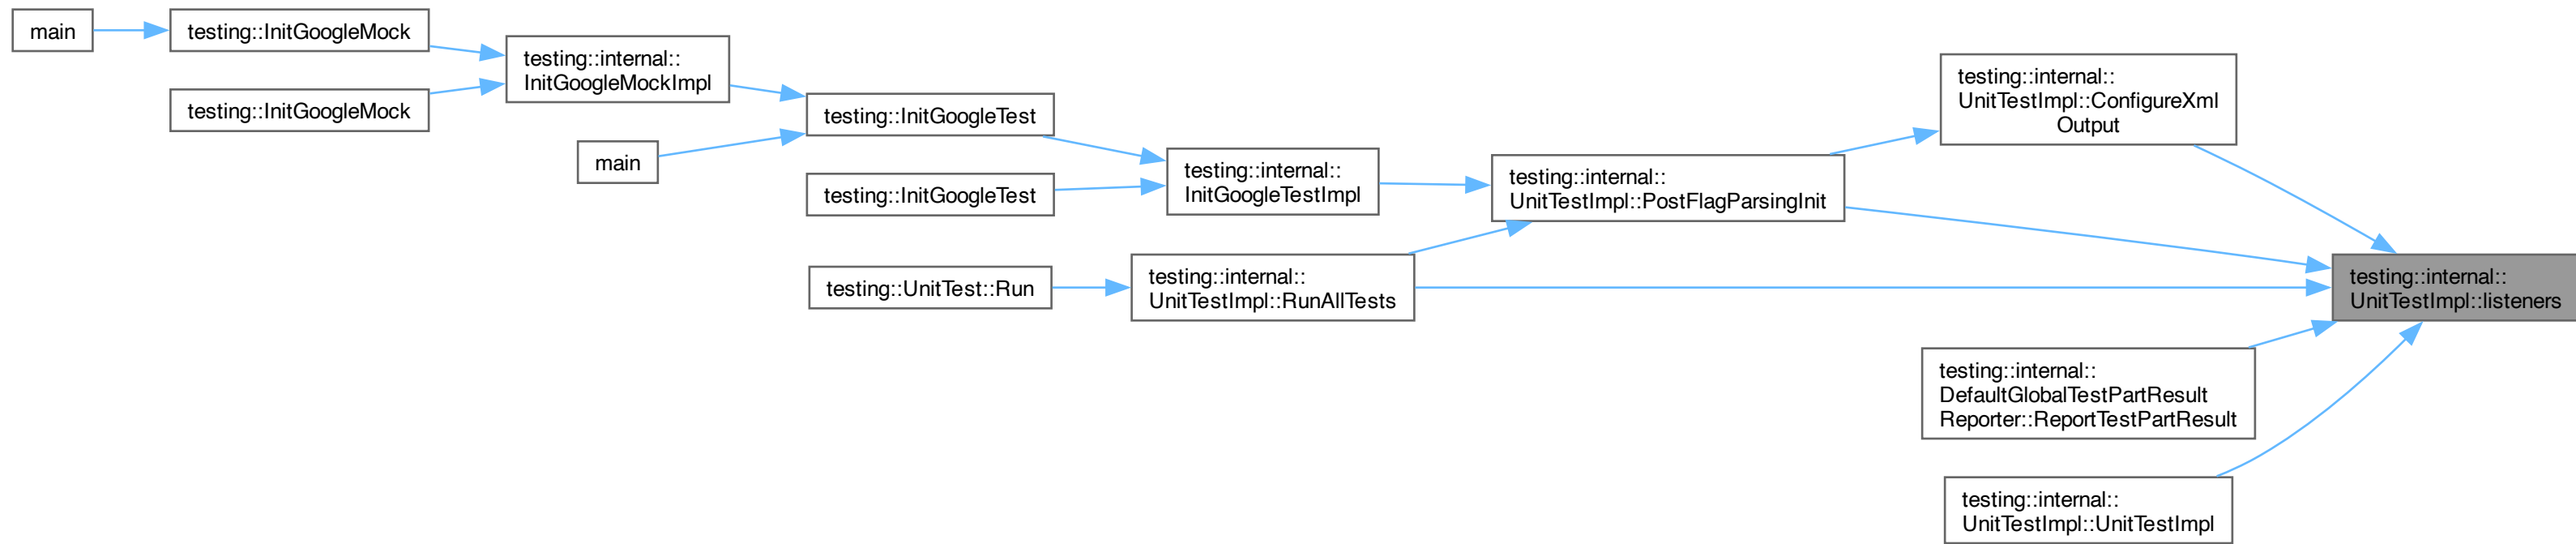 main
testing::InitGoogleMock
testing::InitGoogleMock
testing::internal::
InitGoogleMockImpl
main
testing::InitGoogleTest
testing::InitGoogleTest
testing::UnitTest::Run
testing::internal::
InitGoogleTestImpl
testing::internal::
UnitTestImpl::RunAllTests
testing::internal::
UnitTestImpl::PostFlagParsingInit
testing::internal::
UnitTestImpl::ConfigureXml
Output
testing::internal::
DefaultGlobalTestPartResult
Reporter::ReportTestPartResult
testing::internal::
UnitTestImpl::UnitTestImpl
testing::internal::
UnitTestImpl::listeners